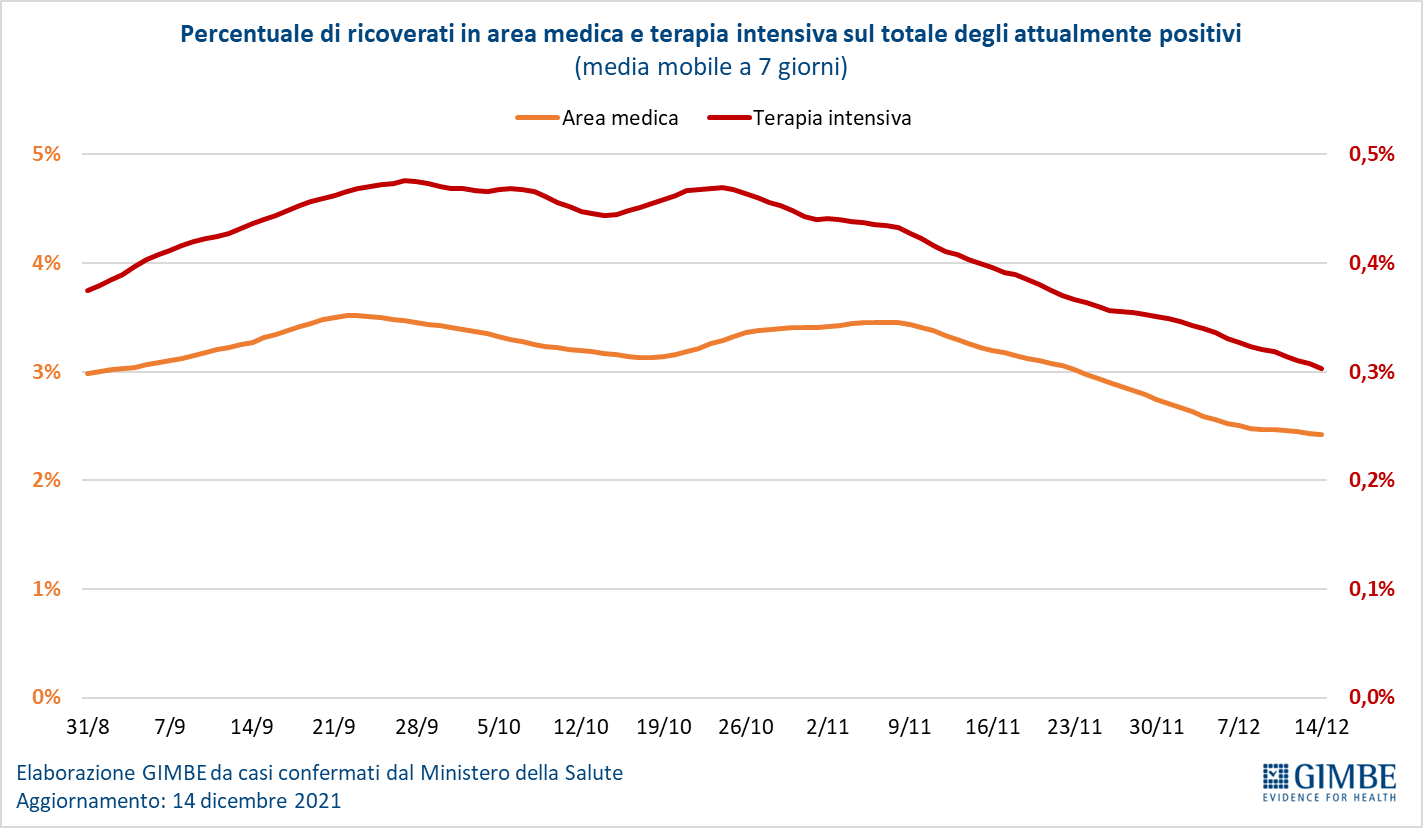 Percentuale di ricoverati in area medica e terapia intensiva sul totale degli attualmente positivi
(media mobile a 7 giorni)
Area medica Terapia intensiva
5% 0,5%
4% 0,4%
3% 0,3%
2% 0,2%
1% 0,1%
0% 0,0%
31/8 7/9 14/9 21/9 28/9 5/10 12/10 19/10 26/10 2/11 9/11 16/11 23/11 30/11 7/12 14/12
Elaborazione GIMBE da casi confermati dal Ministero della Salute
Aggiornamento: 14 dicembre 2021
GIMBE
EVIDENCE FOR HEALTH